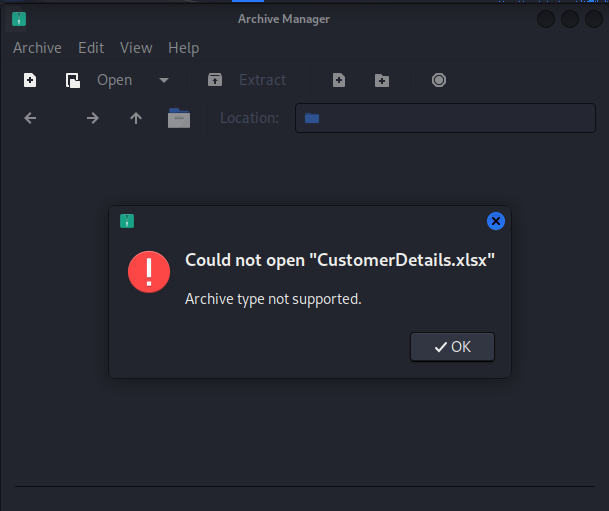 Archive Manager
Archive Edit View Help
Open Extract
Location:
Could not open "CustomerDetails.xlsx"
Archive type not supported.
OK